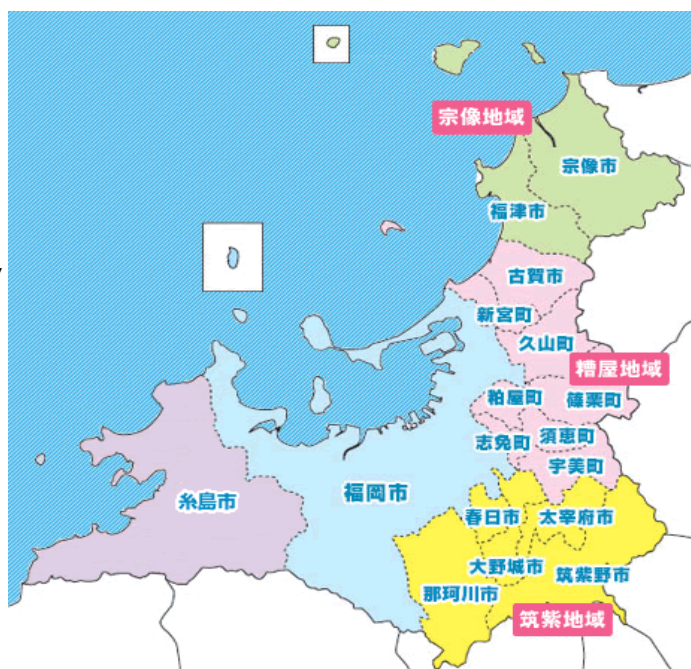 宗像地域
宗像市
福津市
古賀市
新宮町
久山町
糟屋地域
粕屋町
篠栗町
志免町
須恵町
宇美町
糸島市
福岡市
春日市
太宰府市
大野城市
筑紫野市
那珂川市
筑紫地域